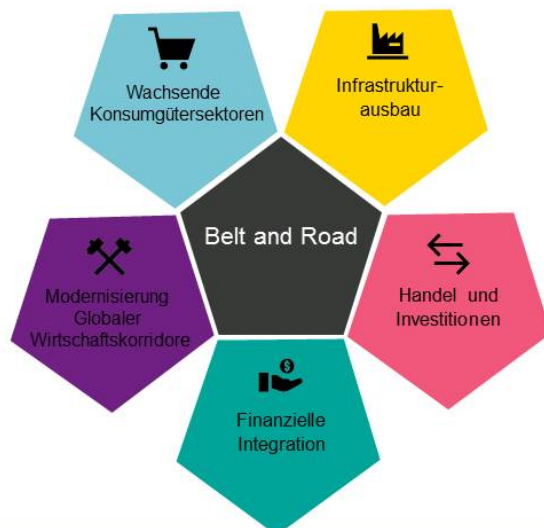 Wachsende
Konsumgütersektoren
Infrastruktur-
ausbau
Belt and Road
Modernisierung
Globaler
Wirtschaftskorridore
Handel und
Investitionen
$
Finanzielle
Integration